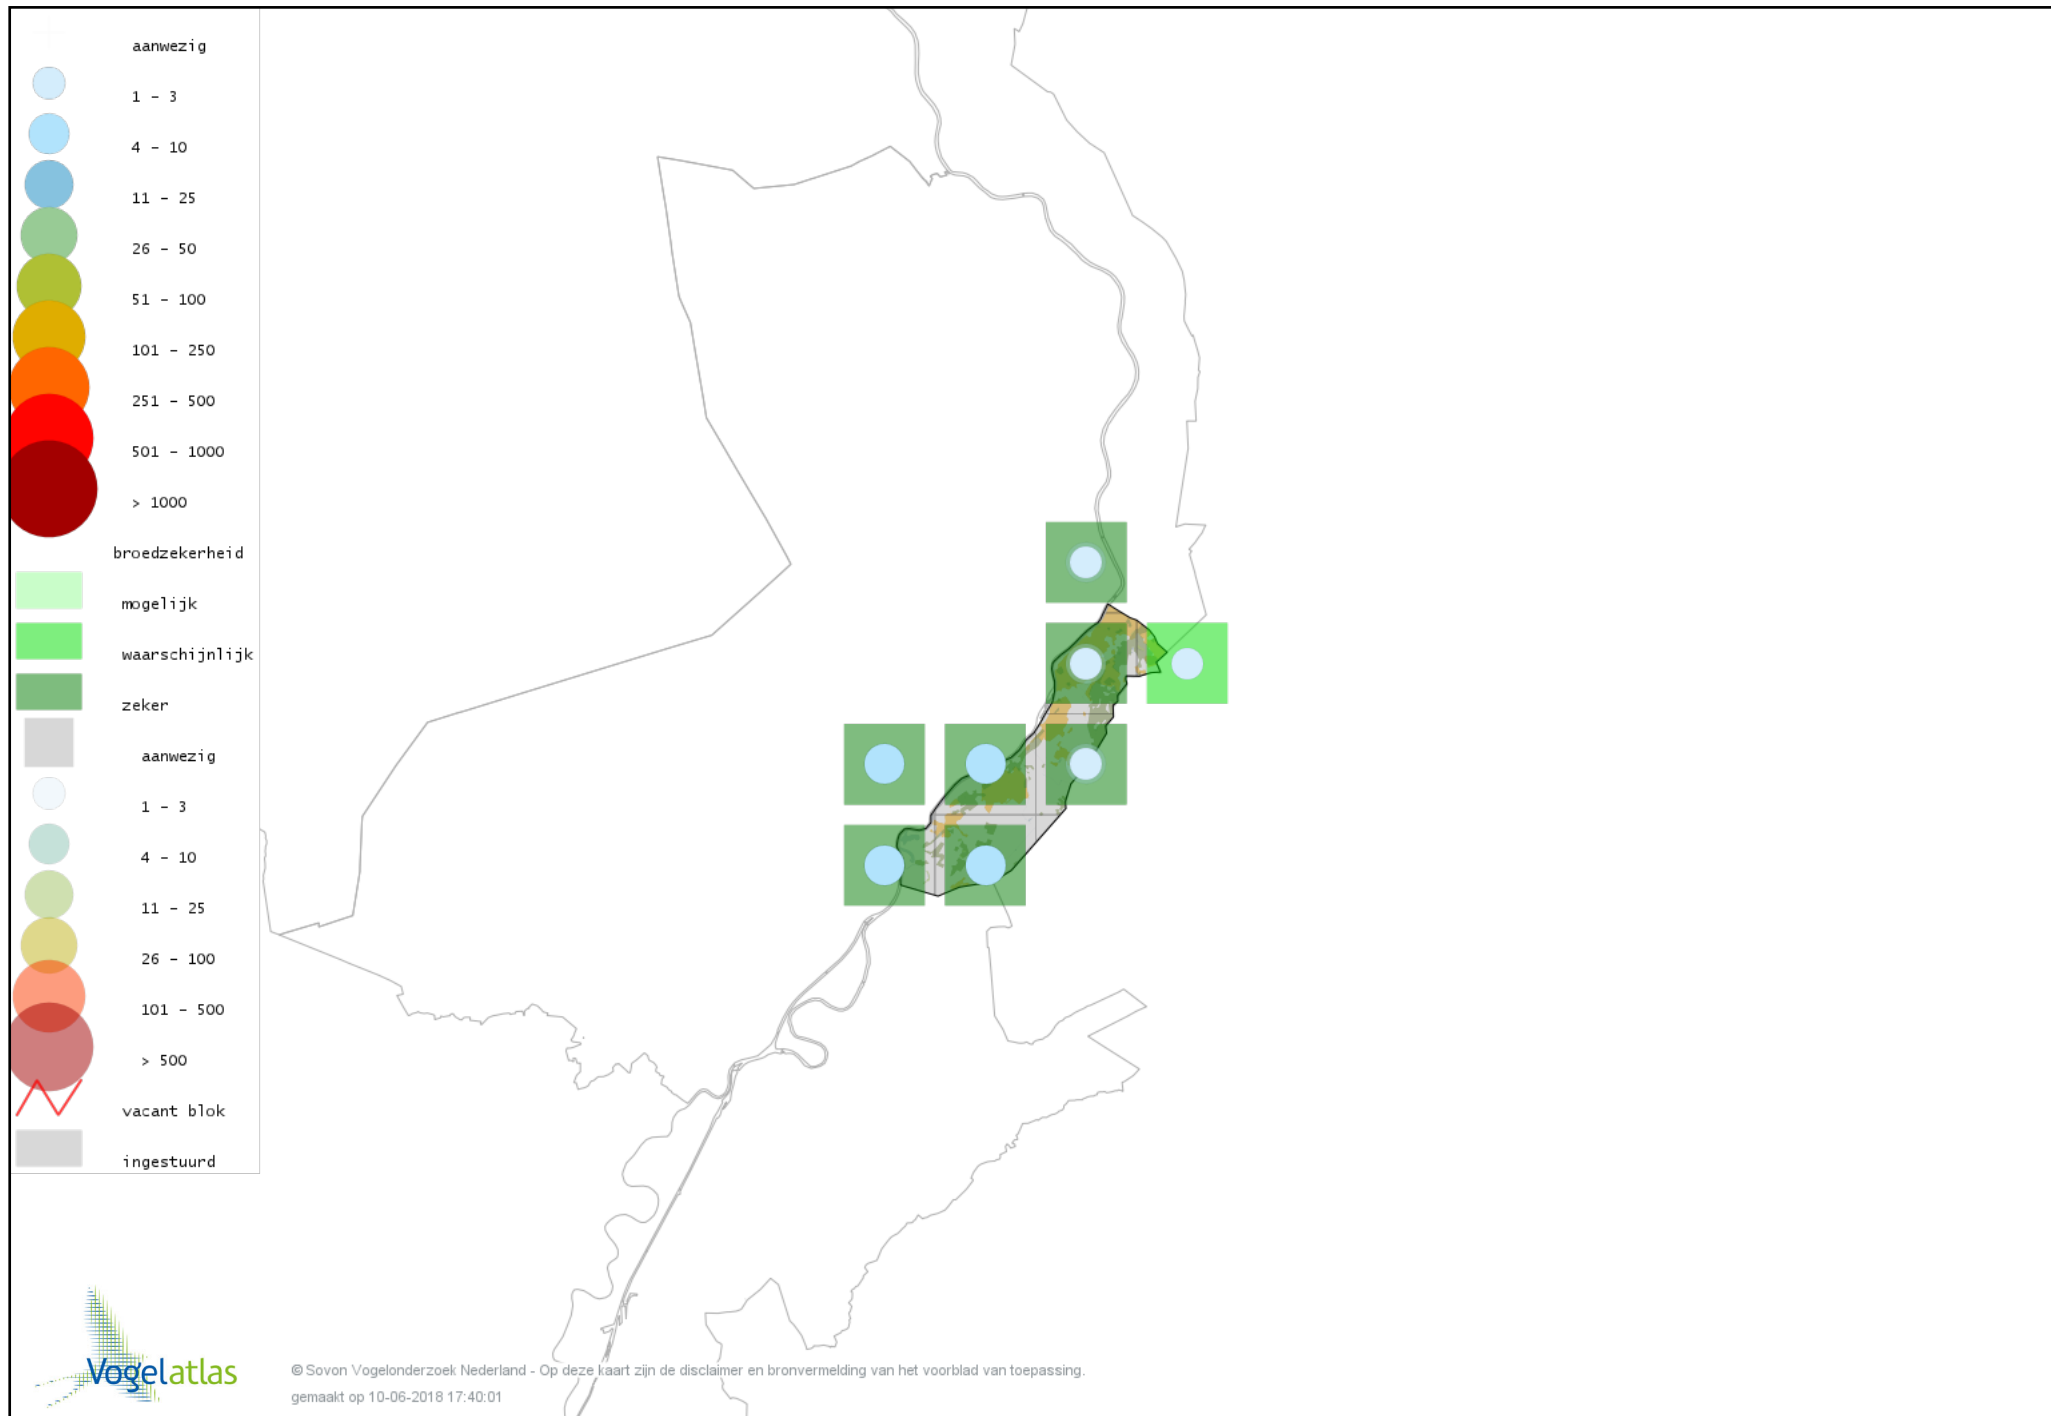 aanwezig
1 - 3
4 - 10
11 - 25
26 - 50
51 - 100
101 - 250
251 - 500
501 - 1000
> 1000
broedzekerheid
mogelijk
waarschijnlijk
zeker
aanwezig
1 - 3
4 - 10
11 - 25
26 - 100
101 - 500
> 500
vacant blok
ingestuurd
Vogelatlas
© Sovon Vogelonderzoek Nederland - Op deze kaart zijn de disclaimer en bronvermelding van het voorblad van toepassing.
gemaakt op 10-06-2018 17:40:01